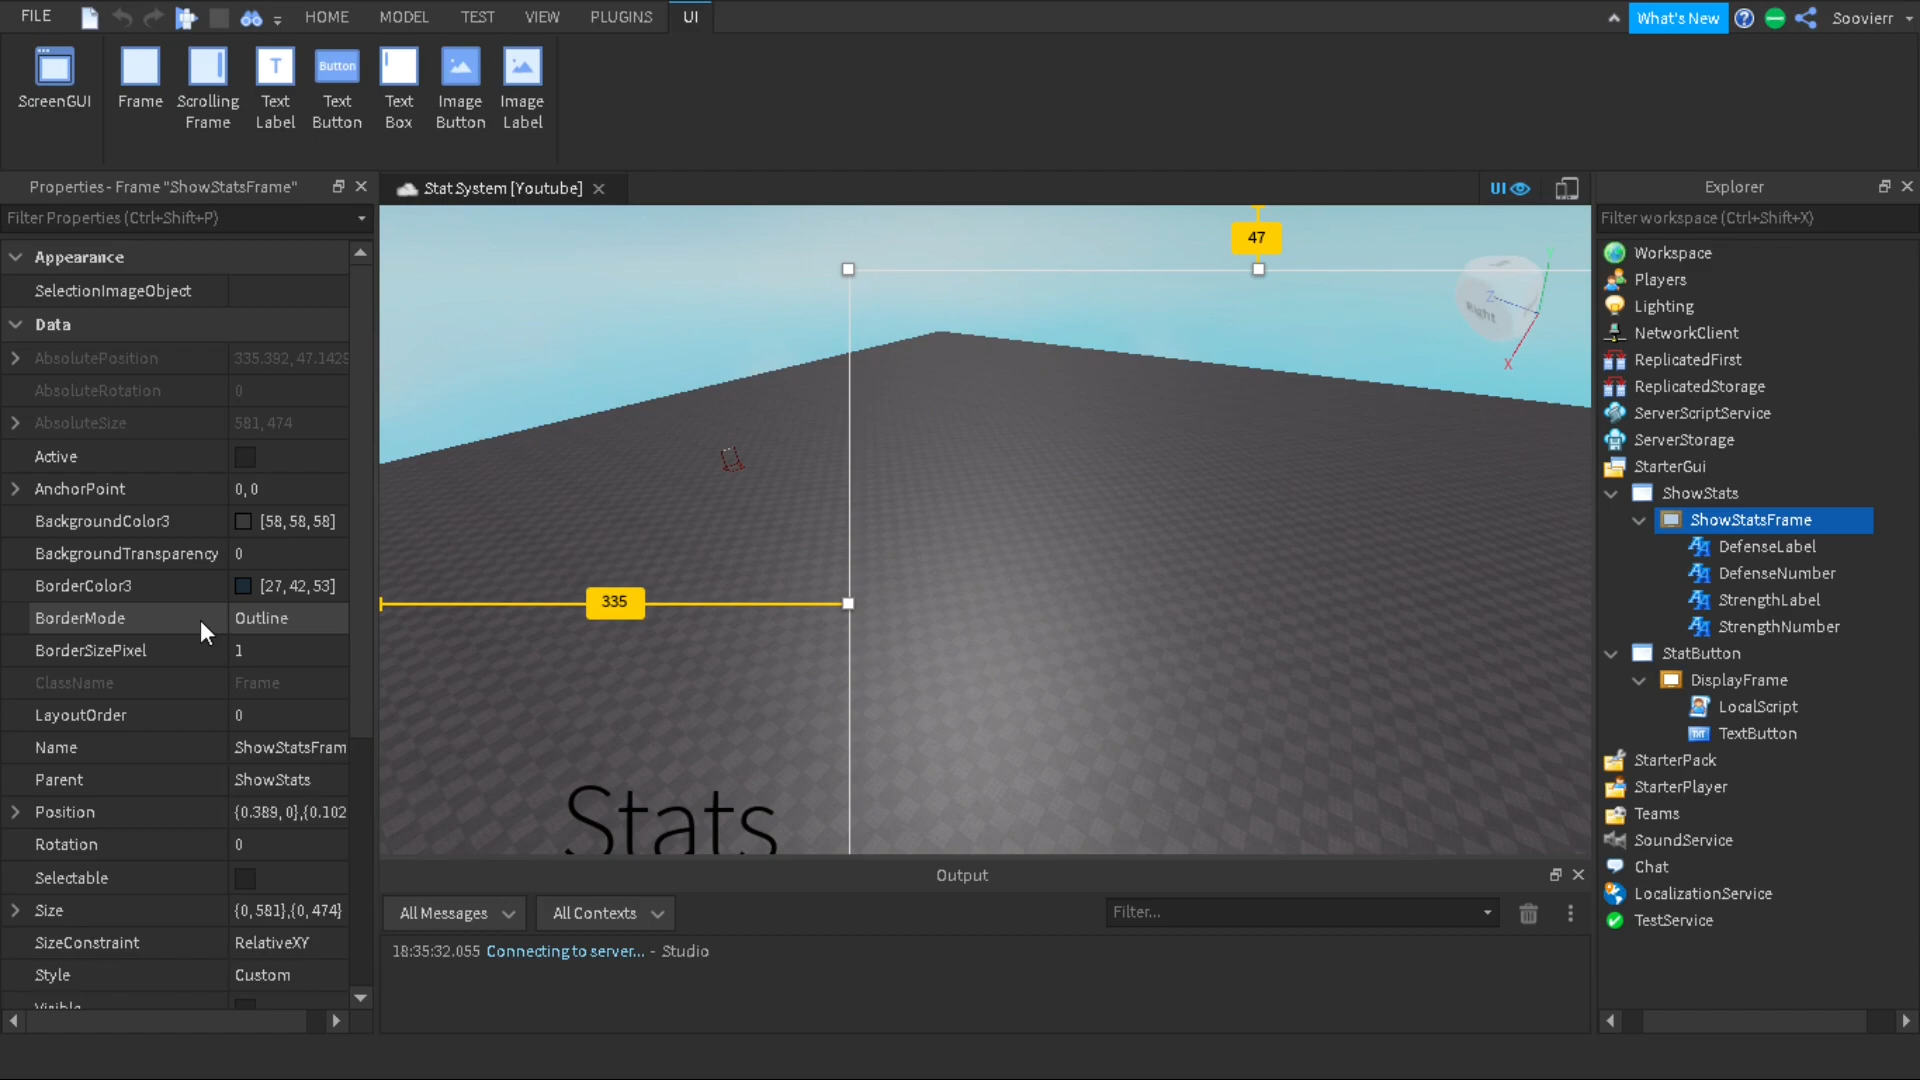 FILE
HOME
MODEL
TEST
VIEW
PLUGINS
UI
What's New
Soovierr
ScreenGUI
Frame
Scrolling
Frame
Text
Label
Button
Text
Button
Text
Box
Image
Button
Image
Label
Properties - Frame "ShowStatsFrame"
Filter Properties (Ctrl+Shift+P)
Appearance
SelectionImageObject
Data
AbsolutePosition 335.392, 47.1429
AbsoluteRotation 0
AbsoluteSize 581, 474
Active
AnchorPoint 0, 0
BackgroundColor3 [58, 58, 58]
BackgroundTransparency 0
BorderColor3 [27, 42, 53]
BorderMode Outline
BorderSizePixel 1
ClassName Frame
LayoutOrder 0
Name ShowStatsFram
Parent ShowStats
Position {0.389, 0},{0.102
Rotation 0
Selectable
Size {0, 581},{0, 474}
SizeConstraint RelativeXY
Style Custom
Visible
Stat System [Youtube]
UI
47
Right
Z
Y
X
335
Stats
Output
All Messages
All Contexts
Filter...
18:35:32.055 Connecting to server... - Studio
Explorer
Filter workspace (Ctrl+Shift+X)
Workspace
Players
Lighting
NetworkClient
ReplicatedFirst
ReplicatedStorage
ServerScriptService
ServerStorage
StarterGui
ShowStats
ShowStatsFrame
DefenseLabel
DefenseNumber
StrengthLabel
StrengthNumber
StatButton
DisplayFrame
LocalScript
TextButton
StarterPack
StarterPlayer
Teams
SoundService
Chat
LocalizationService
TestService